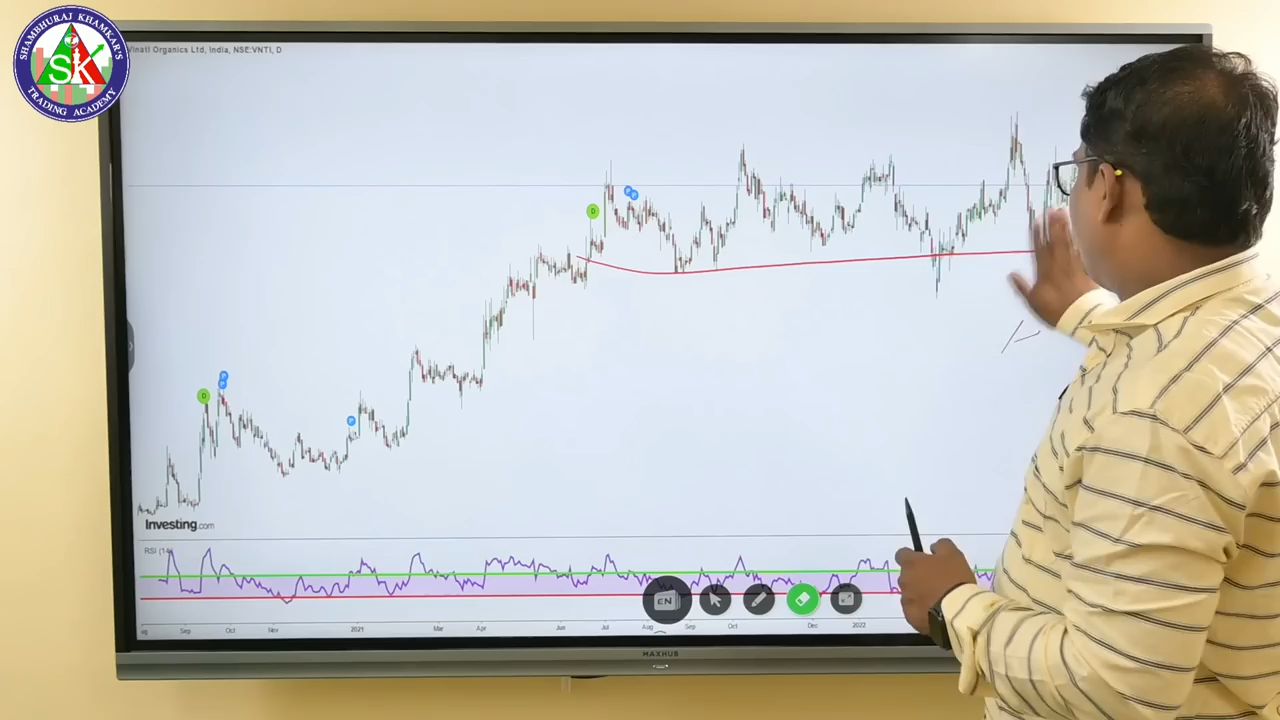 SHAMBHURAJ KHAMKAR'S
SK
TRADING ACADEMY
Vinati Organics Ltd, India, NSE:VNTI, D
D
P
P
D
P
P
P
Investing.com
RSI (14)
Sep Oct Nov 2021 Mar Apr Jun Jul Aug Sep Oct Dec 2022
EN
MAXHUB